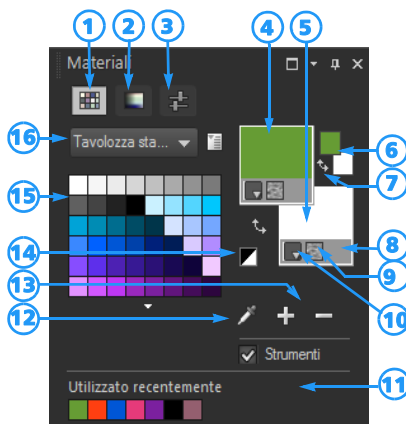 1 2 3 4 5
Materiali
16 Tavolozza sta... 6
7
15
14 8
13 9
12 10
Strumenti
Utilizzato recentemente 11